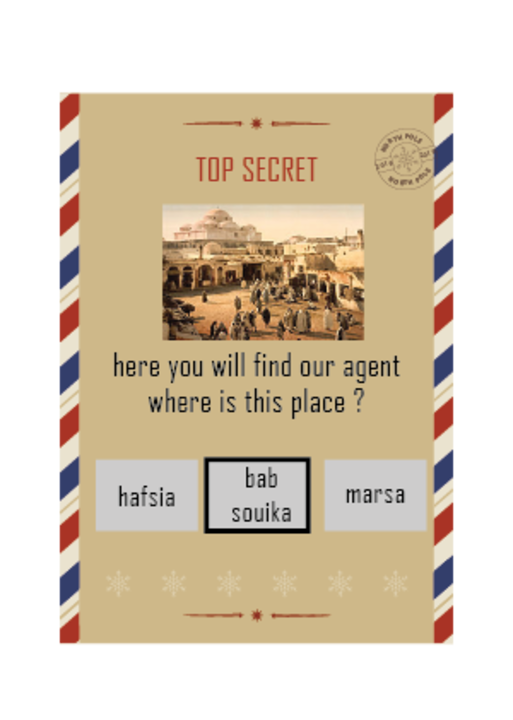 TOP SECRET
NORTH POLE
NORTH POLE
here you will find our agent
where is this place ?
hafsia
bab
souika
marsa